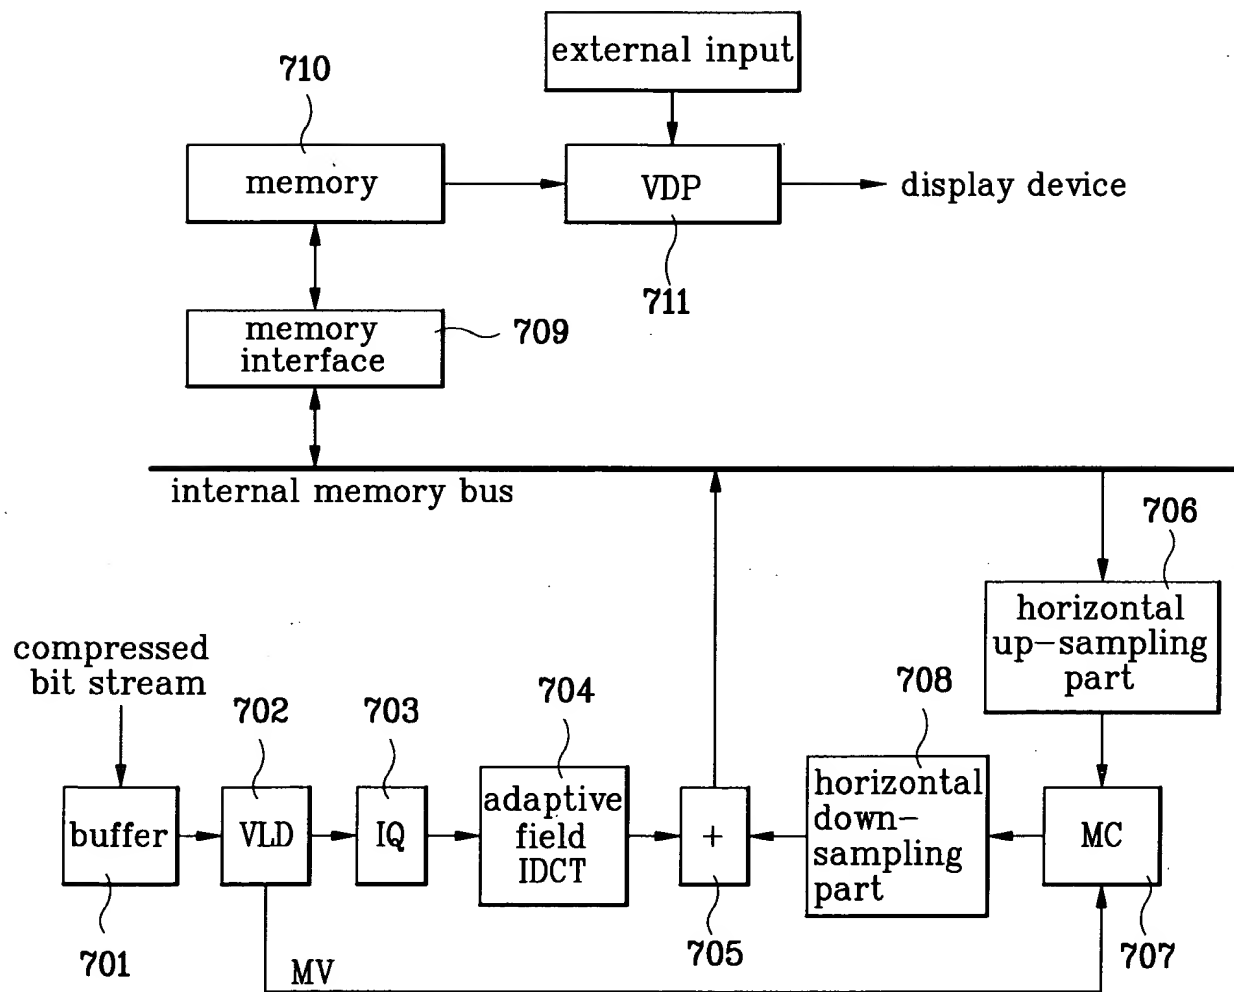 external input
710
memory
VDP
display device
711
memory
interface
709
internal memory bus
706
horizontal
up-sampling
part
compressed
bit stream
702
703
704
708
buffer
VLD
IQ
adaptive
field
IDCT
+
horizontal
down-
sampling
part
MC
701
705
707
MV